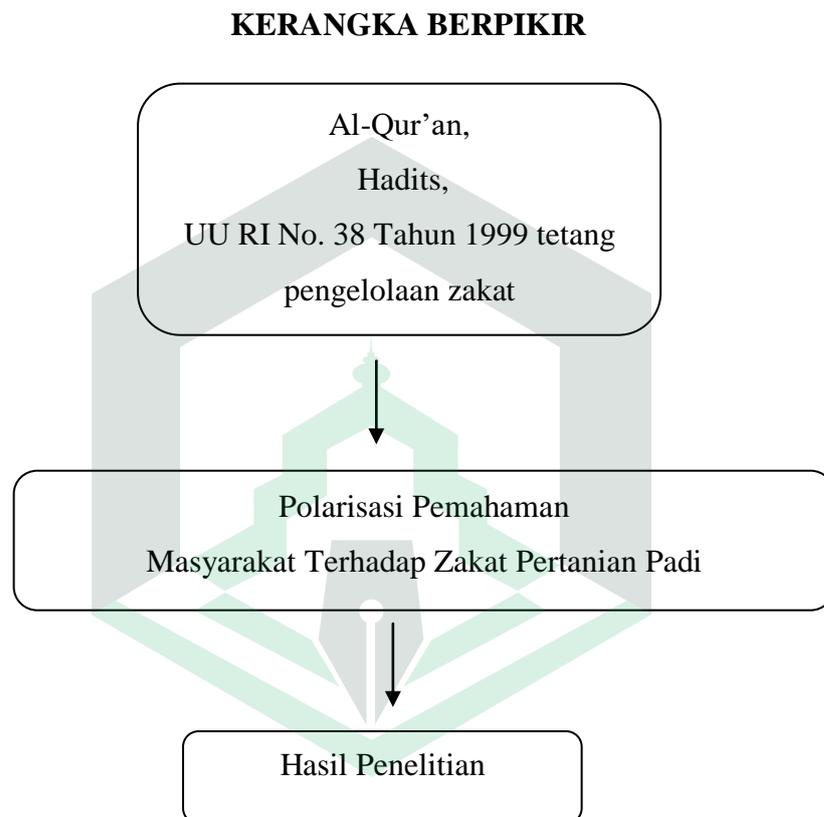 KERANGKA BERPIKIR
Al-Qur’an,
Hadits,
UU RI No. 38 Tahun 1999 tetang
pengelolaan zakat
Polarisasi Pemahaman
Masyarakat Terhadap Zakat Pertanian Padi
Hasil Penelitian